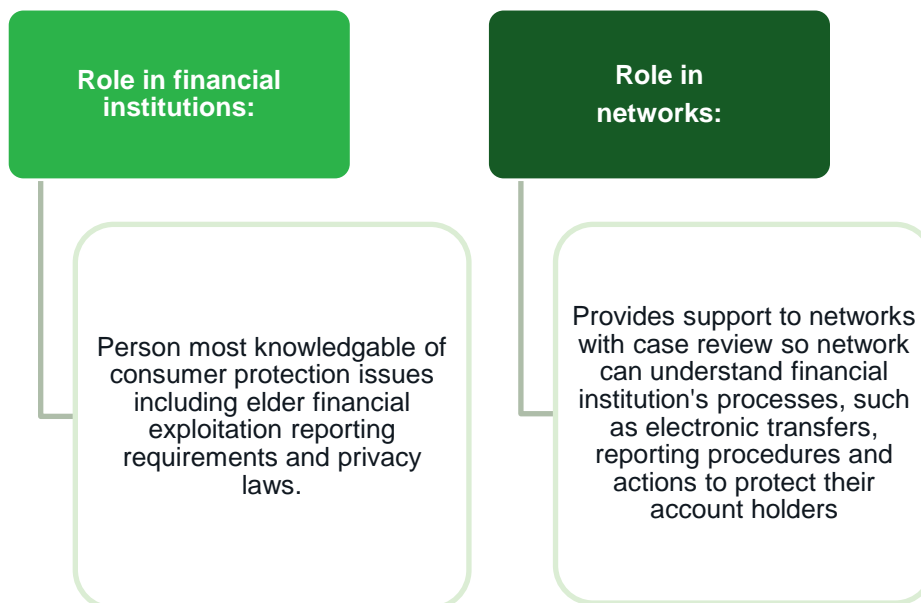 Role in financial
institutions:
Person most knowledgable of
consumer protection issues
including elder financial
exploitation reporting
requirements and privacy
laws.
Role in
networks:
Provides support to networks
with case review so network
can understand financial
institution's processes, such
as electronic transfers,
reporting procedures and
actions to protect their
account holders